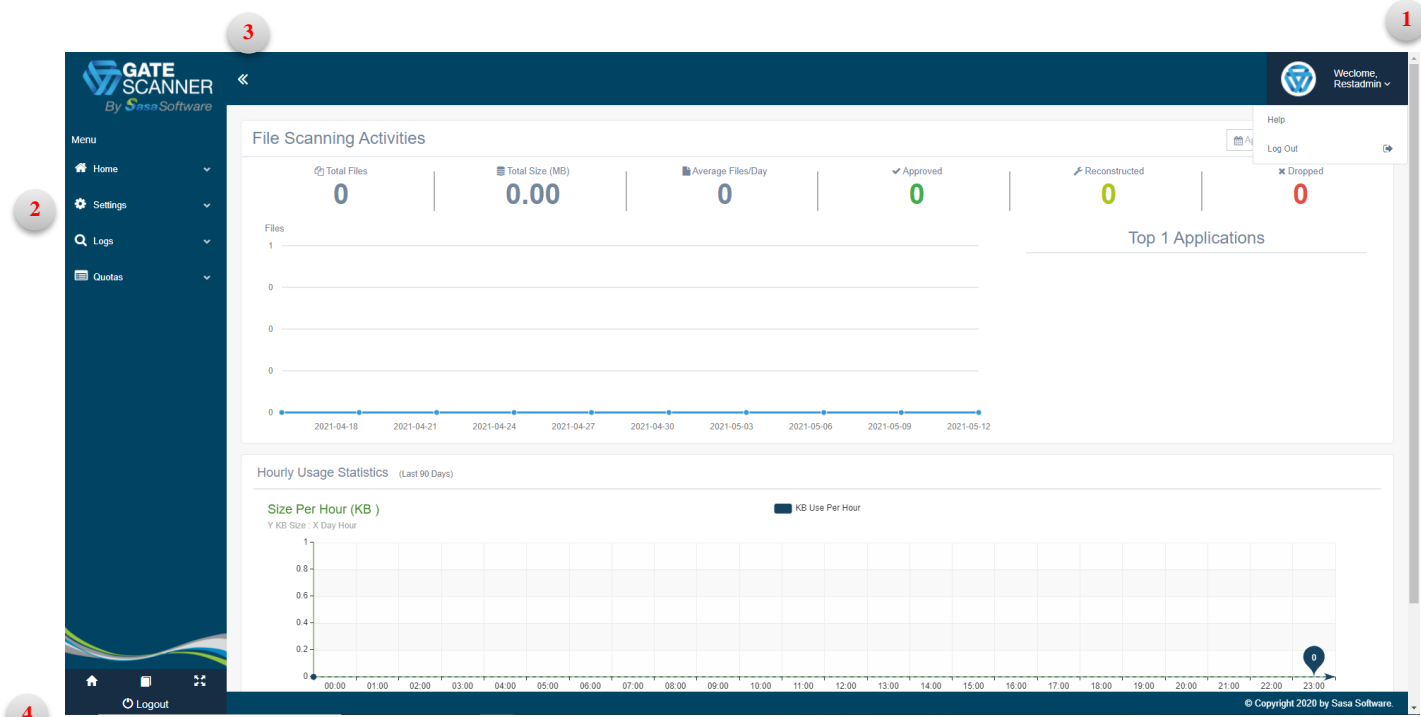 3
1
GATE
SCANNER
By Sasa Software
Weclome,
Restadmin
Help
Log Out
Menu
Home
Settings
Logs
Quotas
2
File Scanning Activities
Total Files
0
Total Size (MB)
0.00
Average Files/Day
0
Approved
0
Reconstructed
0
Dropped
0
Files
1
0
0
0
0
2021-04-18 2021-04-21 2021-04-24 2021-04-27 2021-04-30 2021-05-03 2021-05-06 2021-05-09 2021-05-12
Top 1 Applications
Hourly Usage Statistics (Last 90 Days)
Size Per Hour (KB )
Y KB Size : X Day Hour
KB Use Per Hour
1
0.8
0.6
0.4
0.2
0
0
00:00 01:00 02:00 03:00 04:00 05:00 06:00 07:00 08:00 09:00 10:00 11:00 12:00 13:00 14:00 15:00 16:00 17:00 18:00 19:00 20:00 21:00 22:00 23:00
Logout
4
© Copyright 2020 by Sasa Software.